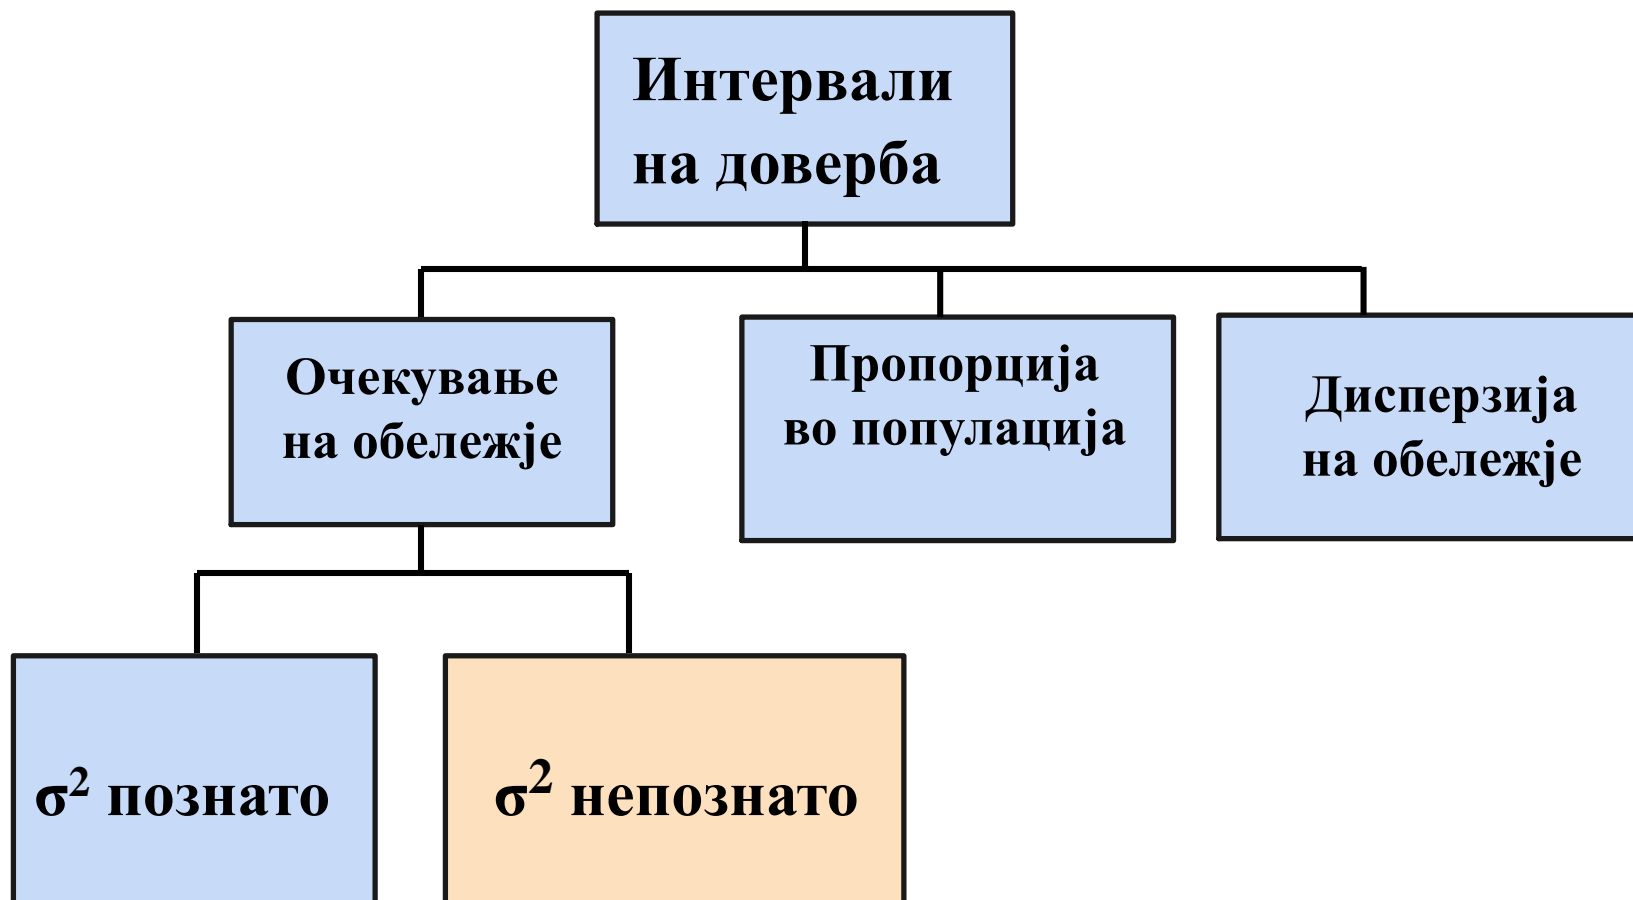 Интервали
на доверба
Очекување
на обележје
Пропорција
во популација
Дисперзија
на обележје
σ² познато
σ² непознато